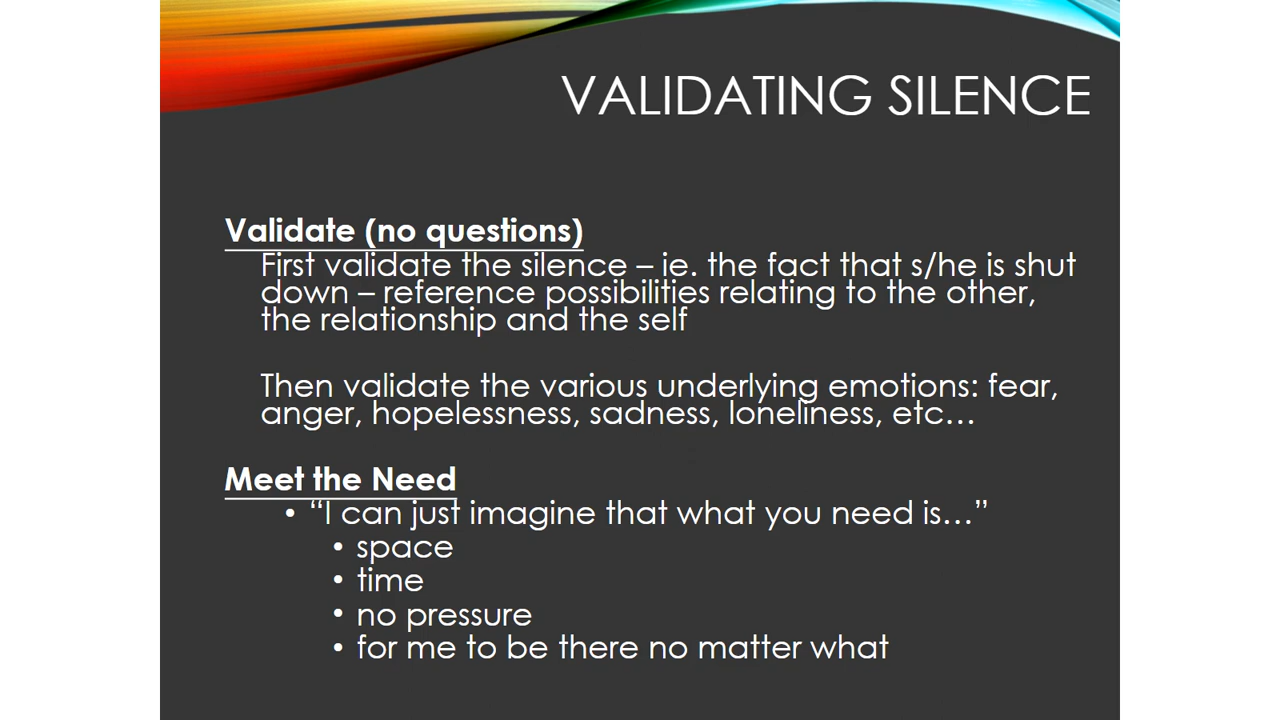 VALIDATING SILENCE
Validate (no questions)
First validate the silence – ie. the fact that s/he is shut
down – reference possibilities relating to the other,
the relationship and the self
Then validate the various underlying emotions: fear,
anger, hopelessness, sadness, loneliness, etc…
Meet the Need
• “I can just imagine that what you need is…”
• space
• time
• no pressure
• for me to be there no matter what